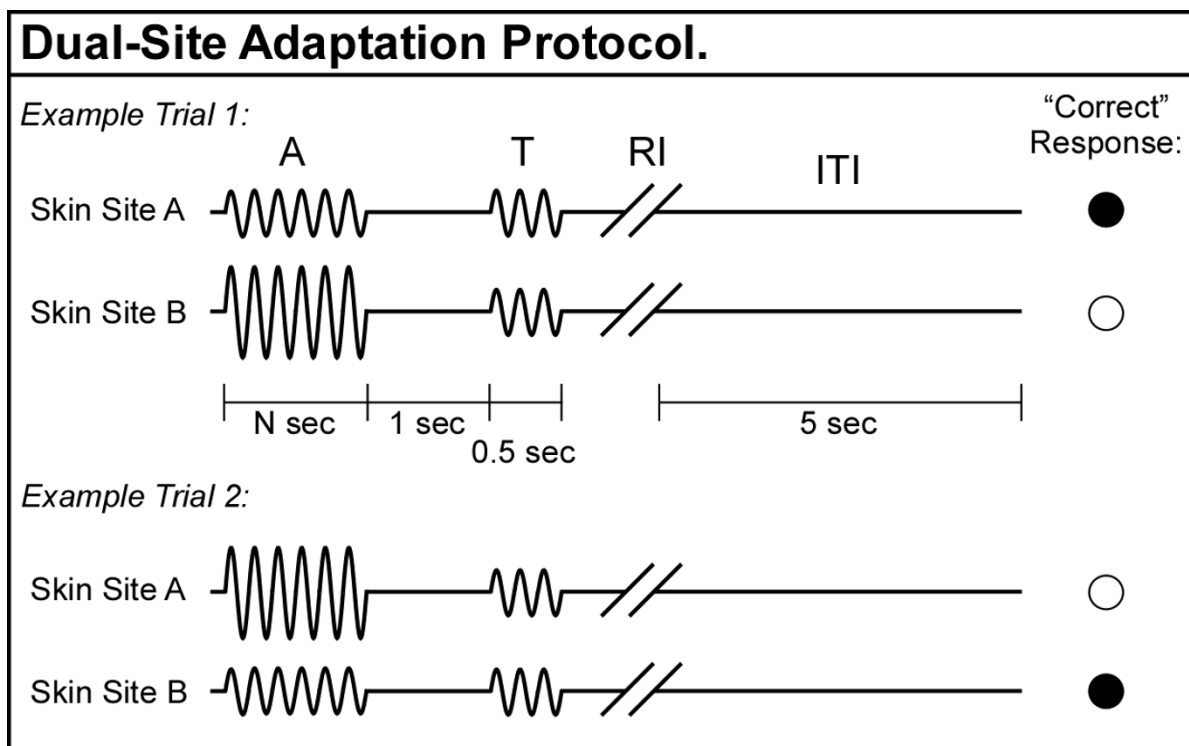 Dual-Site Adaptation Protocol.
Example Trial 1:
"Correct"
Response:
A
T
RI
ITI
Skin Site A
Skin Site B
N sec
1 sec
0.5 sec
5 sec
Example Trial 2:
Skin Site A
Skin Site B